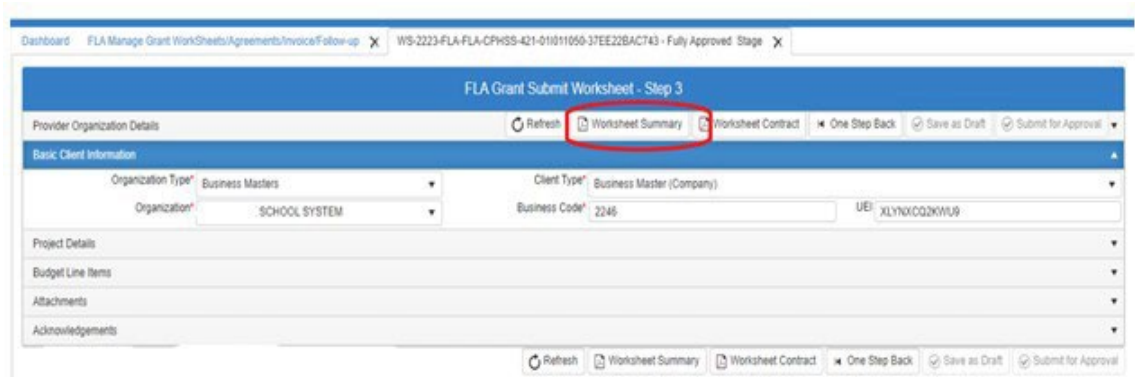 Dashboard FLA Manage Grant WorkSheets/Agreements/Invoice/Follow-up X WS-2223-FLA-FLA-CPHSS-421-01I011050-37EE22BAC743 - Fully Approved Stage X
FLA Grant Submit Worksheet - Step 3
Provider Organization Details Refresh Worksheet Summary Worksheet Contract One Step Back Save as Draft Submit for Approval
Basic Client Information
Organization Type* Business Masters Client Type* Business Master (Company)
Organization* SCHOOL SYSTEM Business Code* 2246 UEI XLYNXCQ2KWU9
Project Details
Budget Line Items
Attachments
Acknowledgements
Refresh Worksheet Summary Worksheet Contract One Step Back Save as Draft Submit for Approval